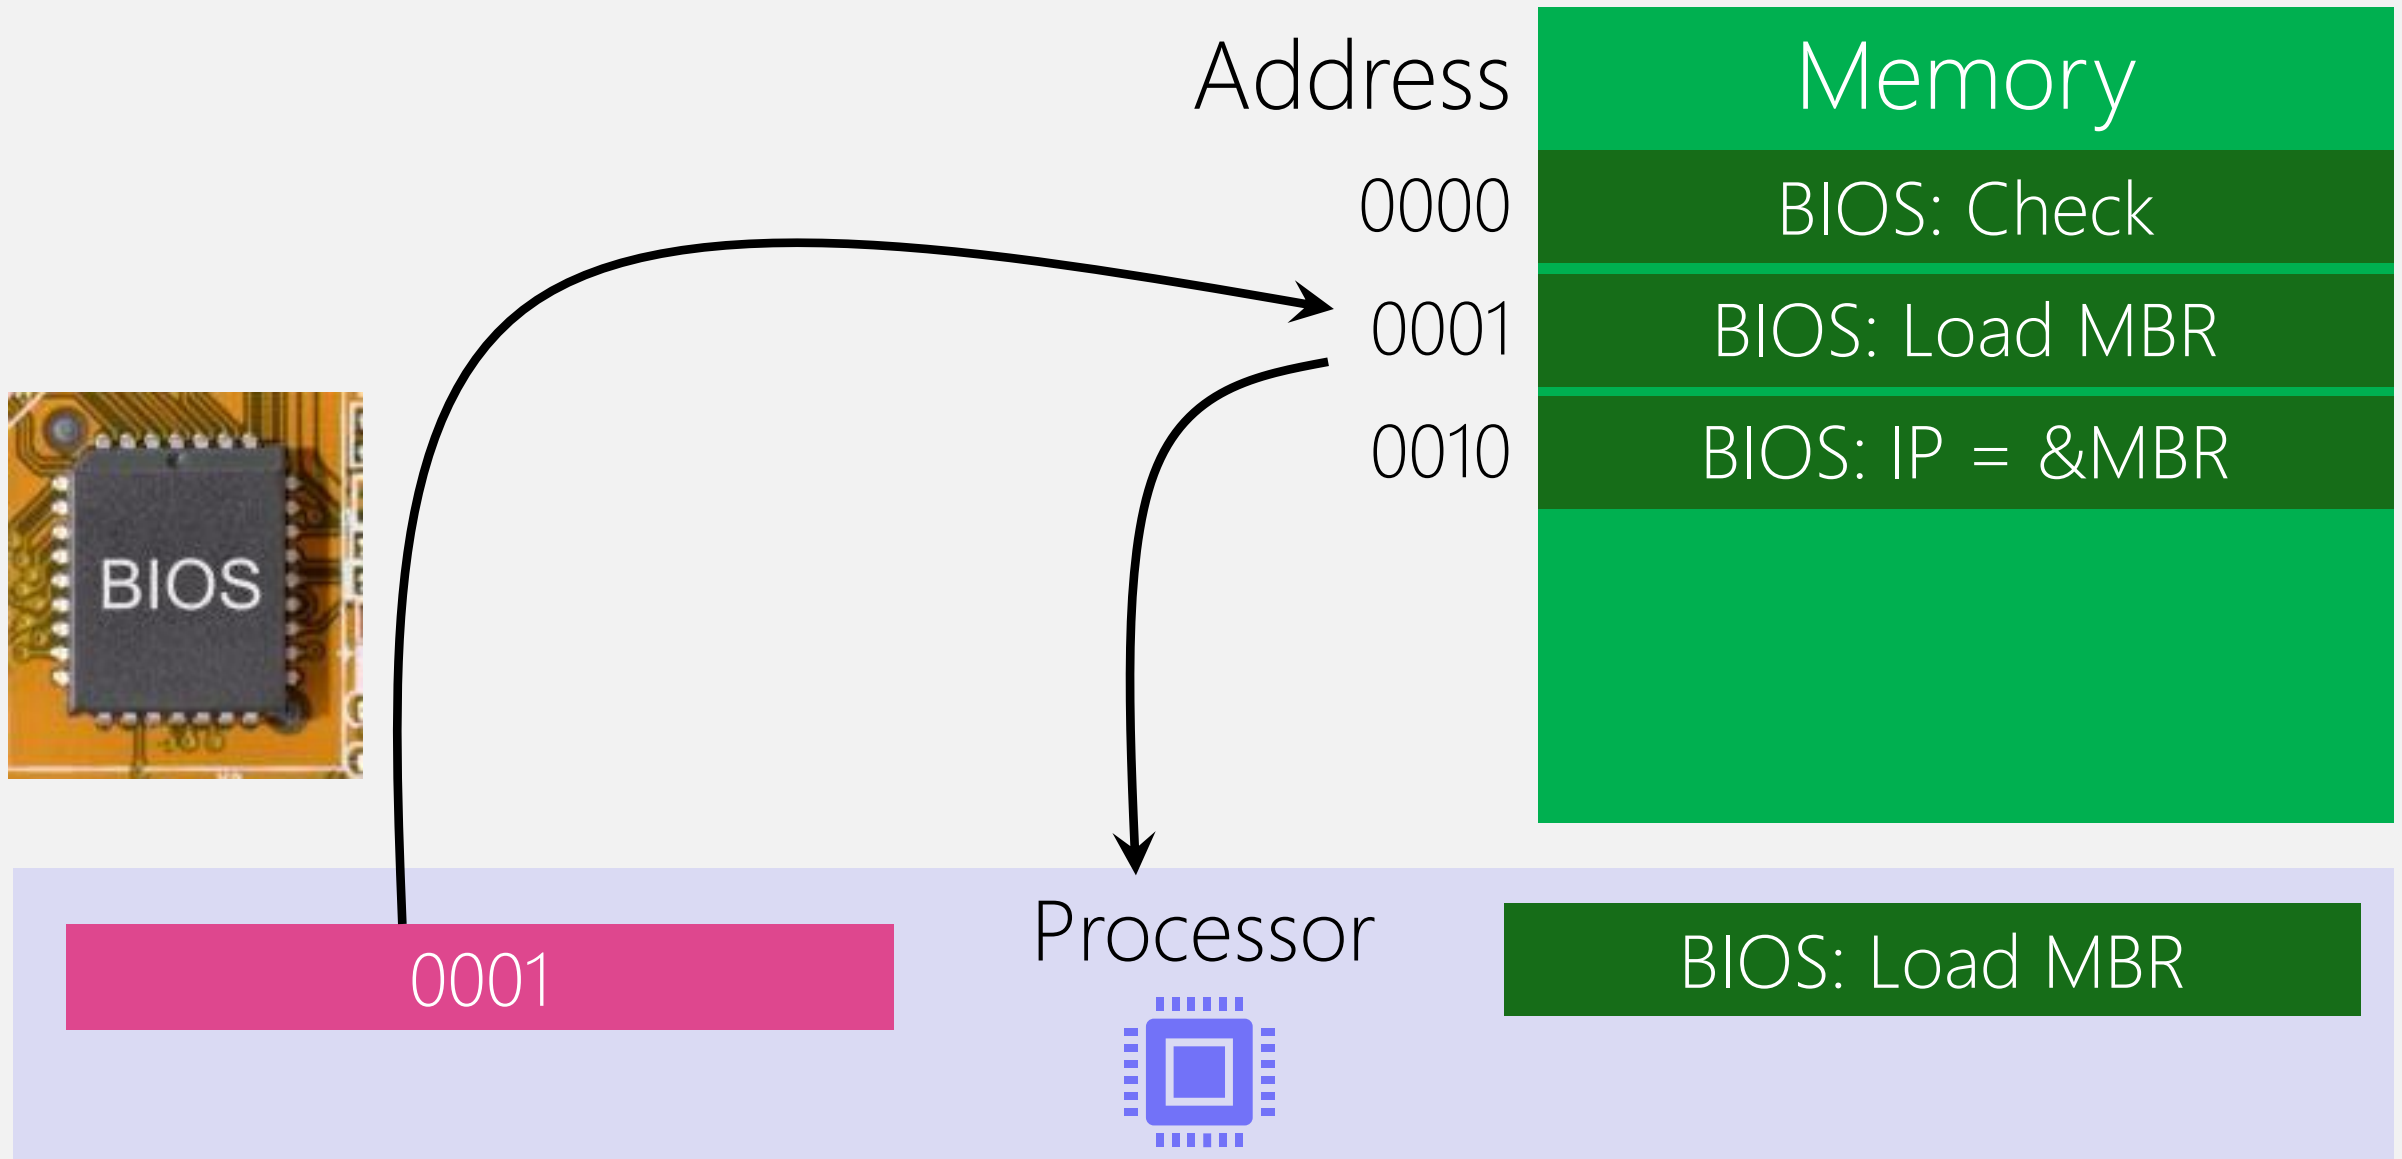 Address Memory
0000 BIOS: Check
0001 BIOS: Load MBR
0010 BIOS: IP = &MBR
BIOS
Processor
0001
BIOS: Load MBR